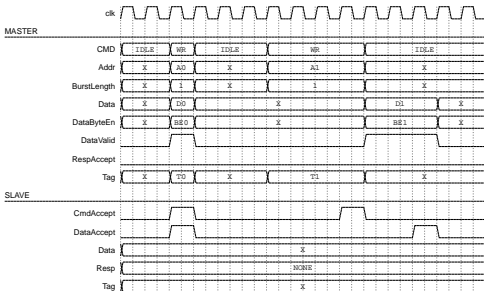 clk
MASTER
CMD IDLE WR IDLE WR IDLE
Addr X A0 X A1 X
BurstLength X 1 X 1 X
Data X D0 X D1 X
DataByteEn X BE0 X BE1 X
DataValid
RespAccept
Tag X T0 X T1 X
SLAVE
CmdAccept
DataAccept
Data X
Resp NONE
Tag X